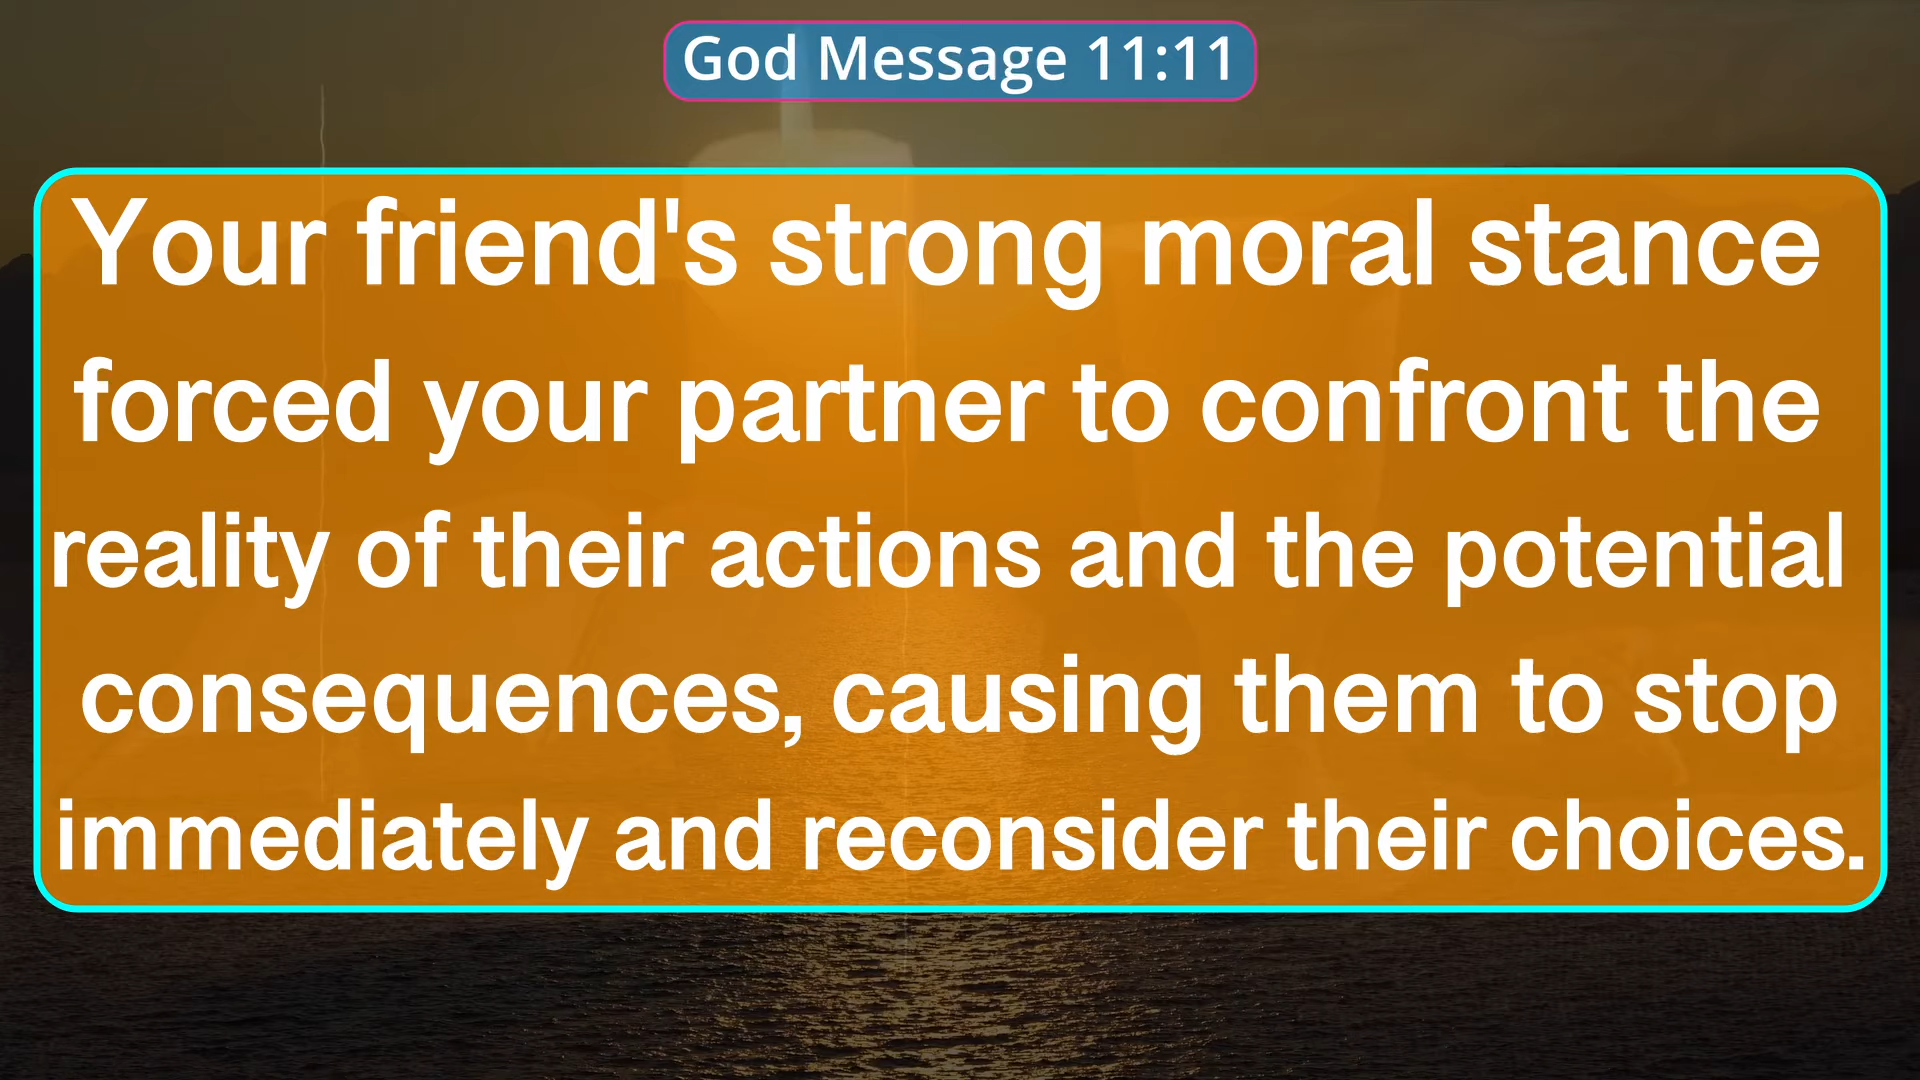 God Message 11:11
Your friend's strong moral stance
forced your partner to confront the
reality of their actions and the potential
consequences, causing them to stop
immediately and reconsider their choices.